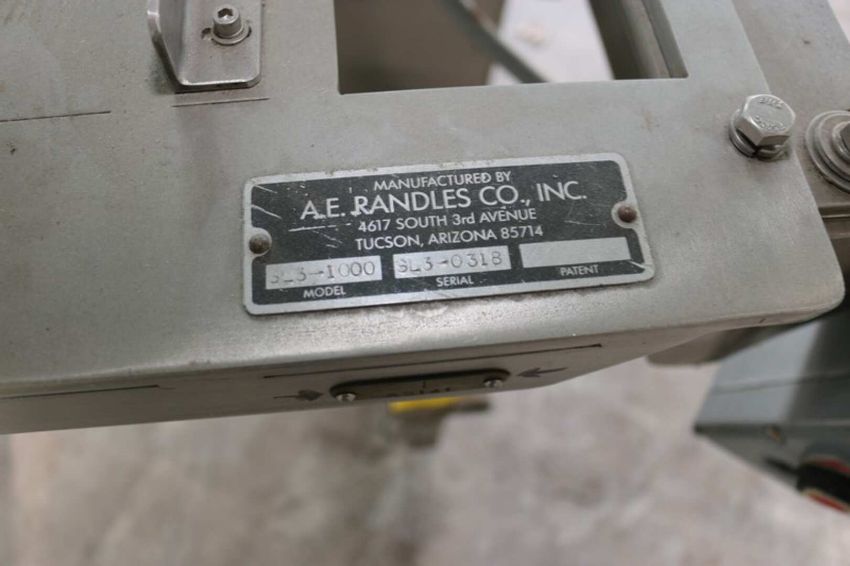 MANUFACTURED BY
A.E. RANDLES CO., INC.
4617 SOUTH 3rd AVENUE
TUCSON, ARIZONA 85714
SL3-1000 SL3-0318
MODEL SERIAL PATENT